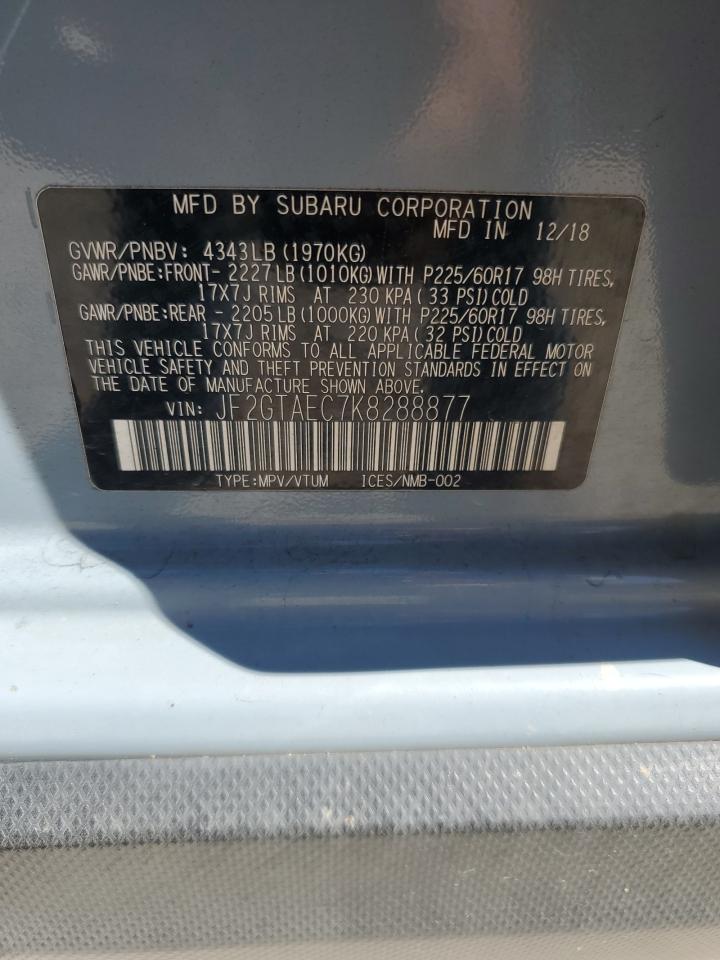 MFD BY SUBARU CORPORATION
MFD IN 12/18
GVWR/PNBV: 4343LB(1970KG)
GAWR/PNBE:FRONT- 2227LB(1010KG)WITH P225/60R17 98H TIRES,
17X7J RIMS AT 230 KPA(33 PSI)COLD
GAWR/PNBE:REAR - 2205LB(1000KG)WITH P225/60R17 98H TIRES,
17X7J RIMS AT 220 KPA(32 PSI)COLD
THIS VEHICLE CONFORMS TO ALL APPLICABLE FEDERAL MOTOR
VEHICLE SAFETY AND THEFT PREVENTION STANDARDS IN EFFECT ON
THE DATE OF MANUFACTURE SHOWN ABOVE.
VIN: JF2GTAEC7K8288877
TYPE:MPV/VTUM ICES/NMB-002